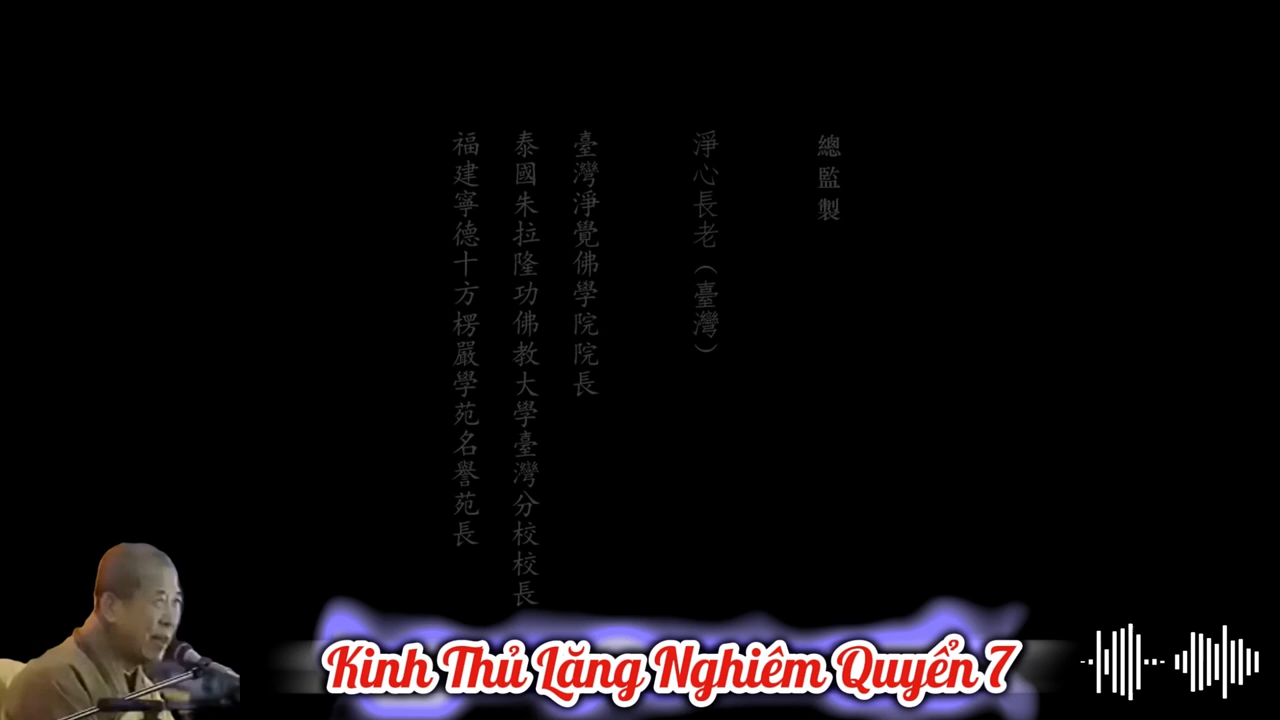 總監製
淨心長老（臺灣）
臺灣淨覺佛學院院長
泰國朱拉隆功佛教大學臺灣分校校長
福建寧德十方楞嚴學苑名譽苑長
Kinh Thủ Lăng Nghiêm Quyển 7